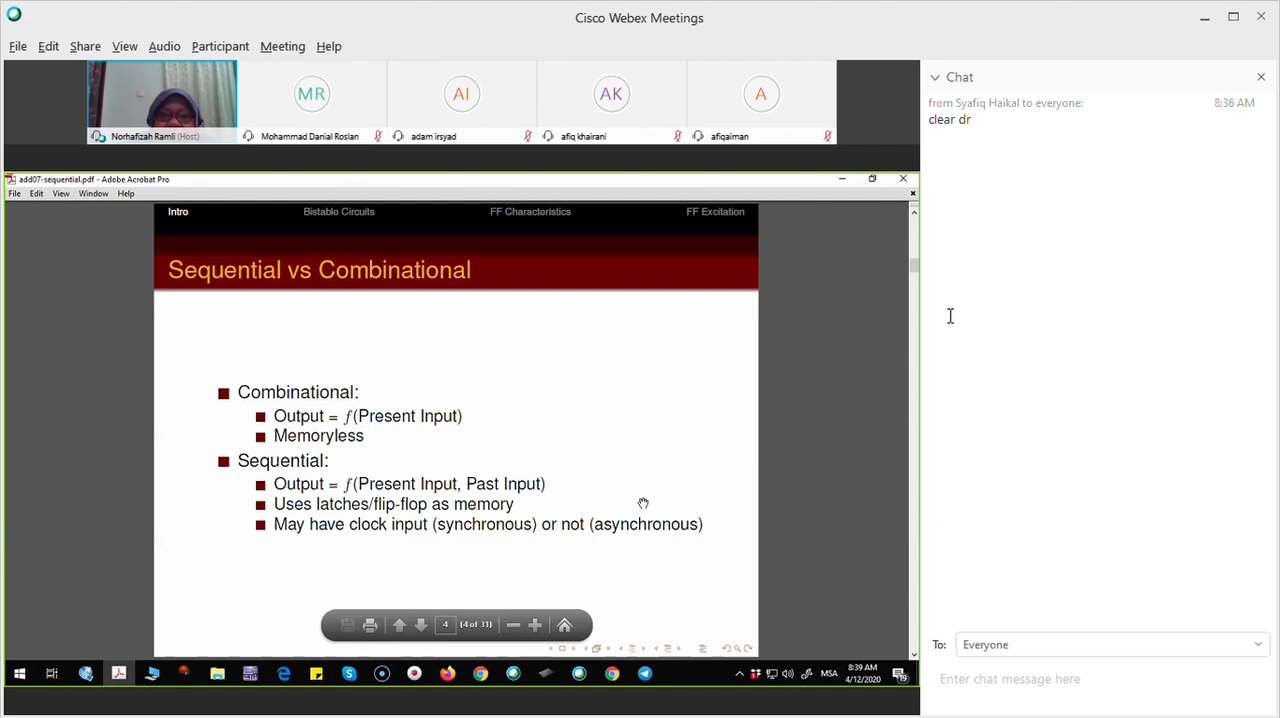 Cisco Webex Meetings
File Edit Share View Audio Participant Meeting Help
MR AI AK A
Norhafizah Ramli (Host) Mohammad Danial Roslan adam irsyad afiq khairani afiqaiman
Chat
from Syafiq Haikal to everyone: 8:36 AM
clear dr
add07-sequential.pdf - Adobe Acrobat Pro
File Edit View Window Help
Intro Bistable Circuits FF Characteristics FF Excitation
Sequential vs Combinational
Combinational:
Output = f(Present Input)
Memoryless
Sequential:
Output = f(Present Input, Past Input)
Uses latches/flip-flop as memory
May have clock input (synchronous) or not (asynchronous)
4 (4 of 31)
To: Everyone
Enter chat message here
MSA
8:39 AM
4/12/2020
19